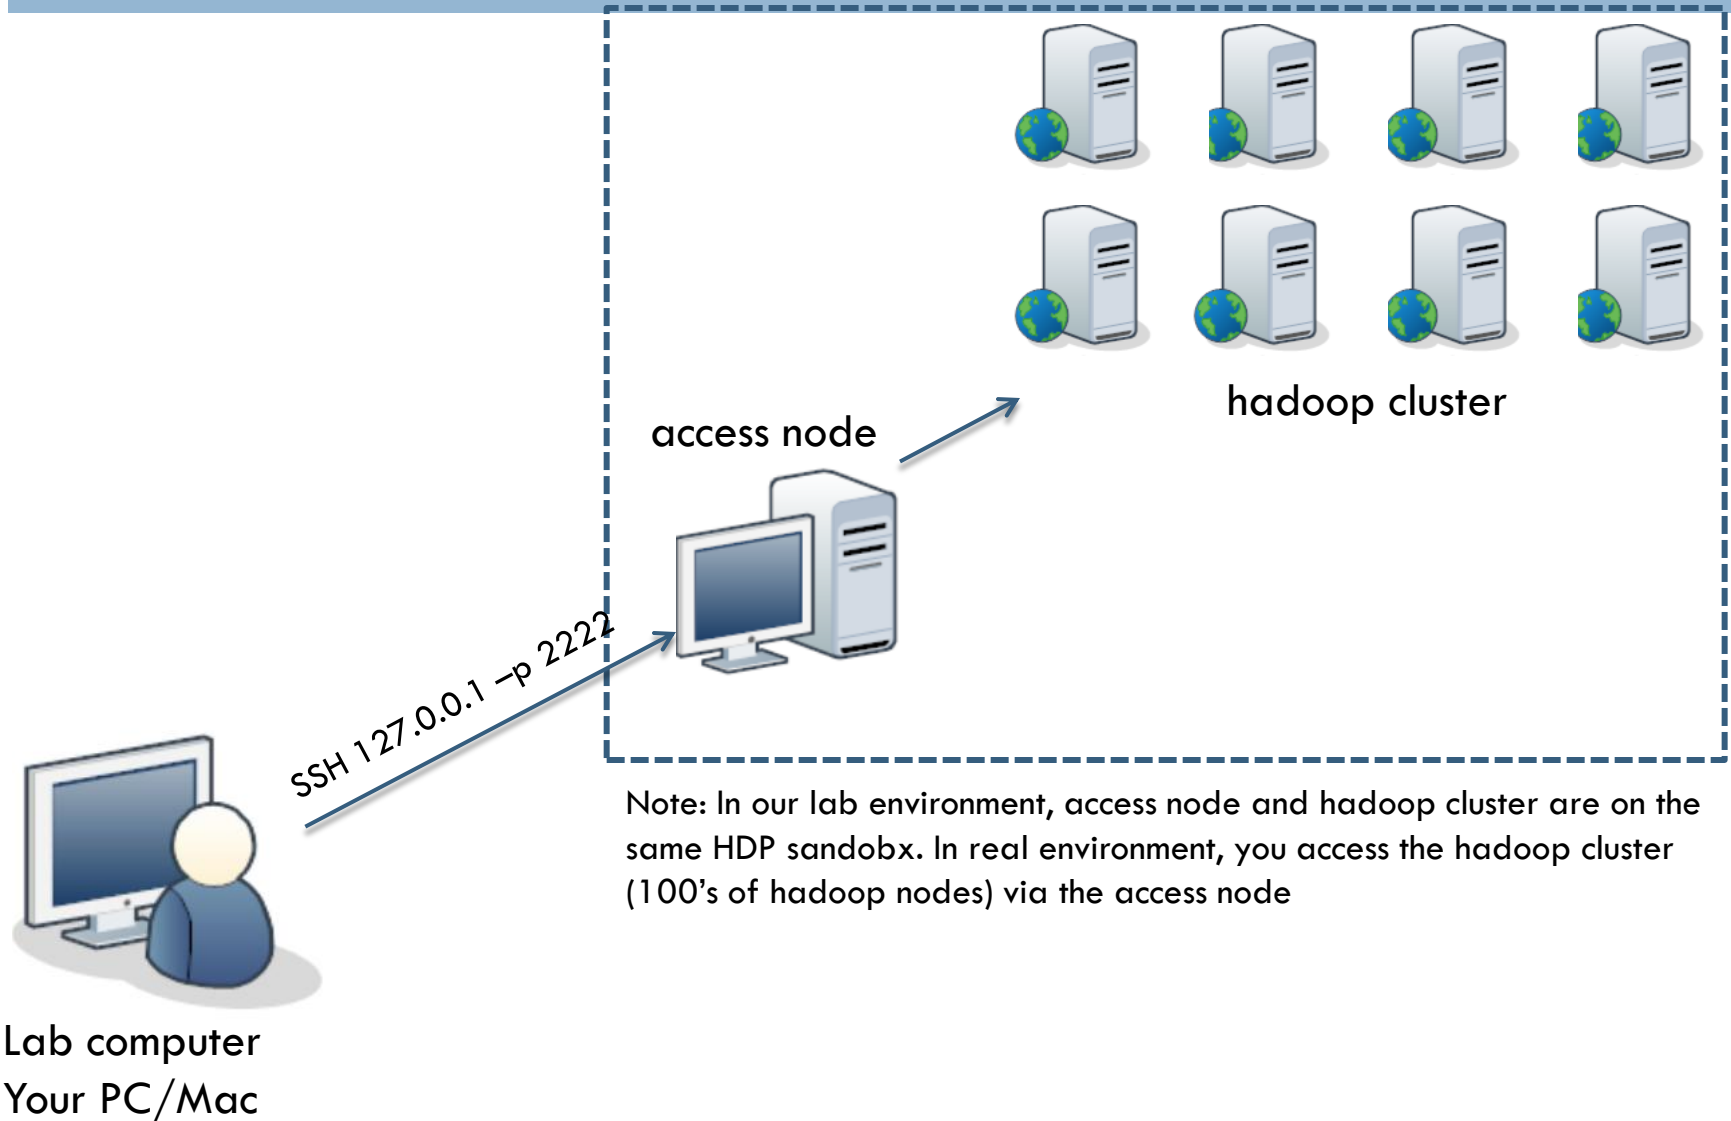 hadoop cluster
access node
SSH 127.0.0.1 –p 2222
Note: In our lab environment, access node and hadoop cluster are on the
same HDP sandobx. In real environment, you access the hadoop cluster
(100’s of hadoop nodes) via the access node
Lab computer
Your PC/Mac